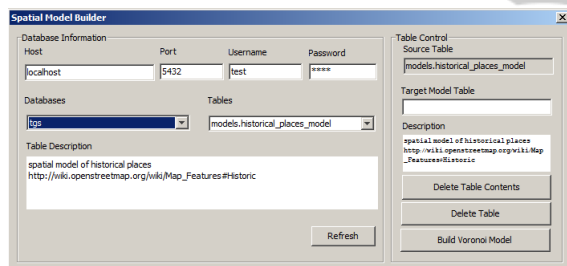 Spatial Model Builder
Database Information
Host Port Username Password
localhost 5432 test ****
Databases Tables
tgs models.historical_places_model
Table Description
spatial model of historical places
http://wiki.openstreetmap.org/wiki/Map_Features#Historic
Refresh
Table Control
Source Table
models.historical_places_model
Target Model Table
Description
spatial model of historical places
http://wiki.openstreetmap.org/wiki/Map
_Features#Historic
Delete Table Contents
Delete Table
Build Voronoi Model